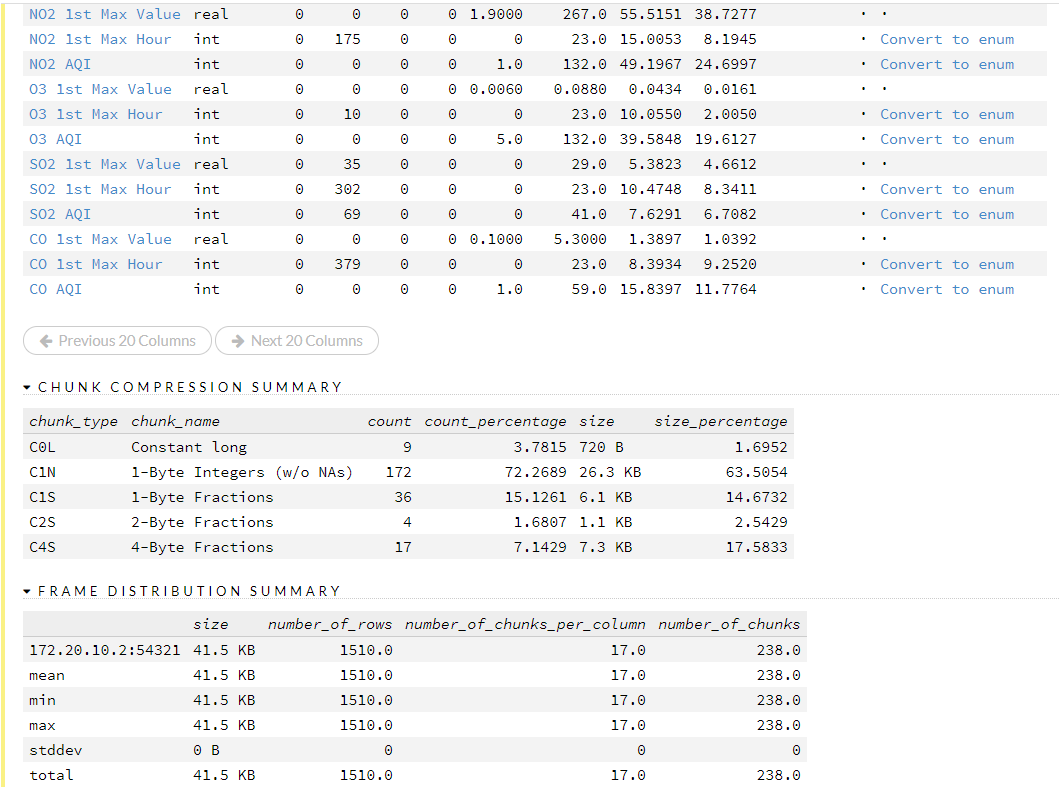 NO2 1st Max Value real 0 0 0 0 1.9000 267.0 55.5151 38.7277 · ·
NO2 1st Max Hour int 0 175 0 0 0 23.0 15.0053 8.1945 · Convert to enum
NO2 AQI int 0 0 0 0 1.0 132.0 49.1967 24.6997 · Convert to enum
O3 1st Max Value real 0 0 0 0 0.0060 0.0880 0.0434 0.0161 · ·
O3 1st Max Hour int 0 10 0 0 0 23.0 10.0550 2.0050 · Convert to enum
O3 AQI int 0 0 0 0 5.0 132.0 39.5848 19.6127 · Convert to enum
SO2 1st Max Value real 0 35 0 0 0 29.0 5.3823 4.6612 · ·
SO2 1st Max Hour int 0 302 0 0 0 23.0 10.4748 8.3411 · Convert to enum
SO2 AQI int 0 69 0 0 0 41.0 7.6291 6.7082 · Convert to enum
CO 1st Max Value real 0 0 0 0 0.1000 5.3000 1.3897 1.0392 · ·
CO 1st Max Hour int 0 379 0 0 0 23.0 8.3934 9.2520 · Convert to enum
CO AQI int 0 0 0 0 1.0 59.0 15.8397 11.7764 · Convert to enum
Previous 20 Columns Next 20 Columns
CHUNK COMPRESSION SUMMARY
chunk_type chunk_name count count_percentage size size_percentage
C0L Constant long 9 3.7815 720 B 1.6952
C1N 1-Byte Integers (w/o NAs) 172 72.2689 26.3 KB 63.5054
C1S 1-Byte Fractions 36 15.1261 6.1 KB 14.6732
C2S 2-Byte Fractions 4 1.6807 1.1 KB 2.5429
C4S 4-Byte Fractions 17 7.1429 7.3 KB 17.5833
FRAME DISTRIBUTION SUMMARY
size number_of_rows number_of_chunks_per_column number_of_chunks
172.20.10.2:54321 41.5 KB 1510.0 17.0 238.0
mean 41.5 KB 1510.0 17.0 238.0
min 41.5 KB 1510.0 17.0 238.0
max 41.5 KB 1510.0 17.0 238.0
stddev 0 B 0 0 0
total 41.5 KB 1510.0 17.0 238.0